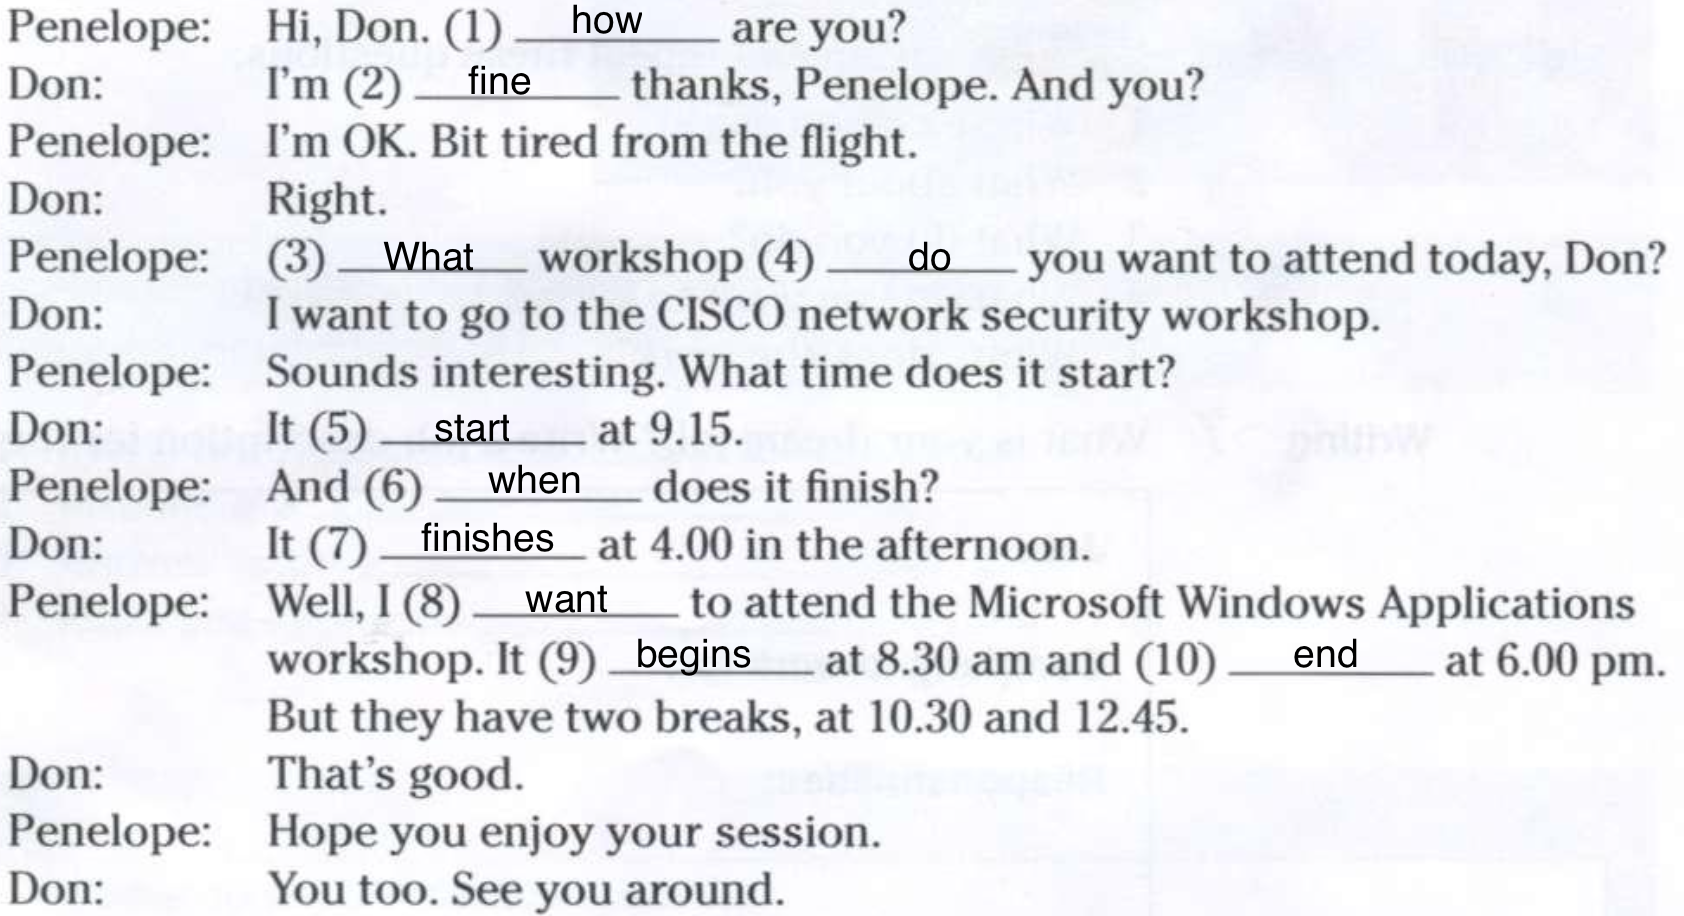 Penelope: Hi, Don. (1) how are you?
Don: I'm (2) fine thanks, Penelope. And you?
Penelope: I'm OK. Bit tired from the flight.
Don: Right.
Penelope: (3) What workshop (4) do you want to attend today, Don?
Don: I want to go to the CISCO network security workshop.
Penelope: Sounds interesting. What time does it start?
Don: It (5) start at 9.15.
Penelope: And (6) when does it finish?
Don: It (7) finishes at 4.00 in the afternoon.
Penelope: Well, I (8) want to attend the Microsoft Windows Applications
workshop. It (9) begins at 8.30 am and (10) end at 6.00 pm.
But they have two breaks, at 10.30 and 12.45.
Don: That's good.
Penelope: Hope you enjoy your session.
Don: You too. See you around.